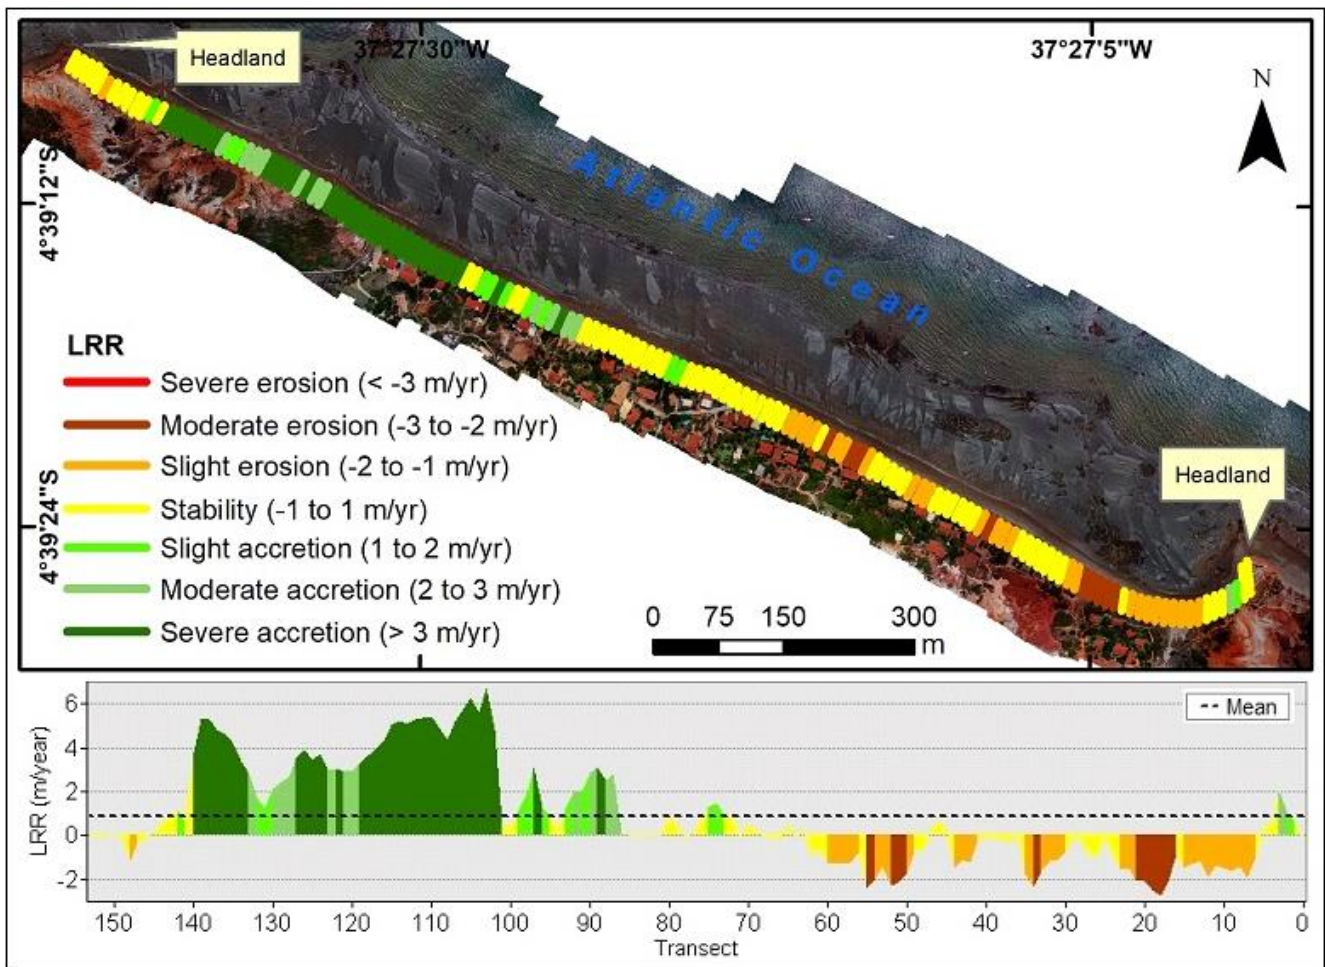 Headland
37°27'30"W
37°27'5"W
N
4°39'12"S
Atlantic Ocean
LRR
Severe erosion (< -3 m/yr)
Moderate erosion (-3 to -2 m/yr)
Slight erosion (-2 to -1 m/yr)
Stability (-1 to 1 m/yr)
Slight accretion (1 to 2 m/yr)
Moderate accretion (2 to 3 m/yr)
Severe accretion (> 3 m/yr)
Headland
4°39'24"S
0 75 150 300
m
-- Mean
LRR (m/year)
6
4
2
0
-2
150 140 130 120 110 100 90 80 70 60 50 40 30 20 10 0
Transect